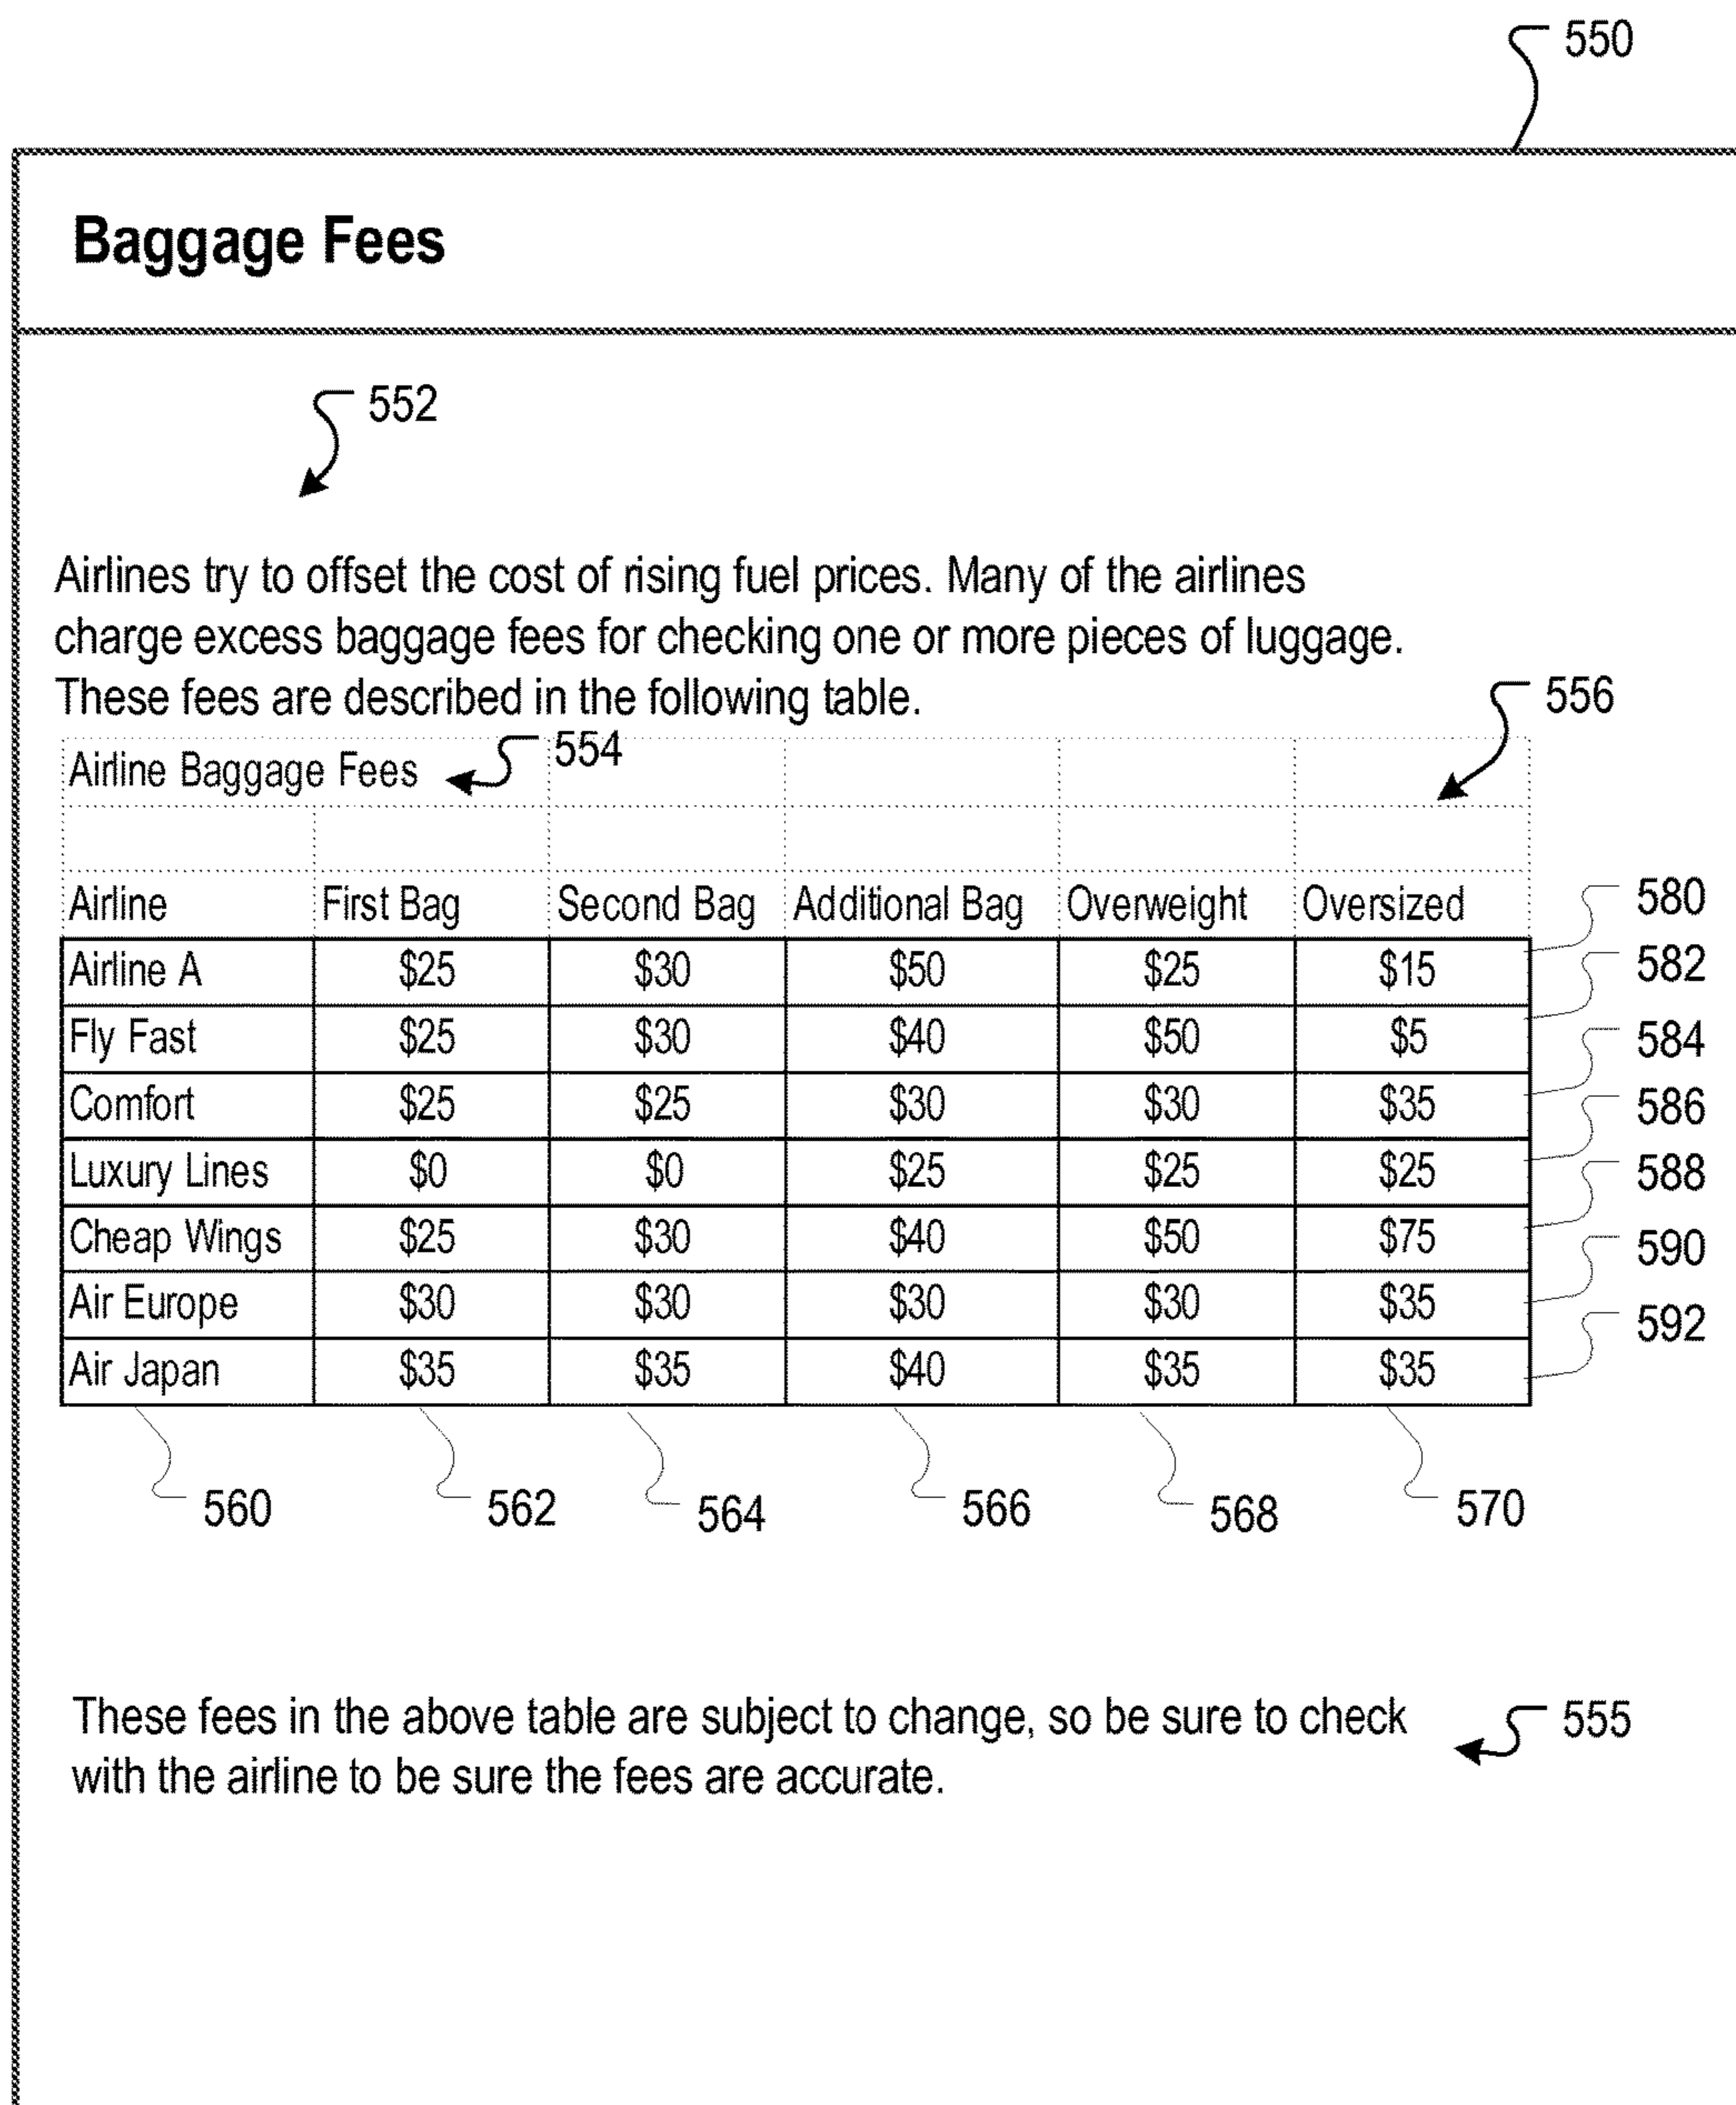 550
Baggage Fees
552
Airlines try to offset the cost of rising fuel prices. Many of the airlines
charge excess baggage fees for checking one or more pieces of luggage.
These fees are described in the following table.
556
Airline Baggage Fees 554
Airline First Bag Second Bag Additional Bag Overweight Oversized 580
Airline A $25 $30 $50 $25 $15 582
Fly Fast $25 $30 $40 $50 $5 584
Comfort $25 $25 $30 $30 $35 586
Luxury Lines $0 $0 $25 $25 $25 588
Cheap Wings $25 $30 $40 $50 $75 590
Air Europe $30 $30 $30 $30 $35 592
Air Japan $35 $35 $40 $35 $35
560 562 564 566 568 570
These fees in the above table are subject to change, so be sure to check 555
with the airline to be sure the fees are accurate.